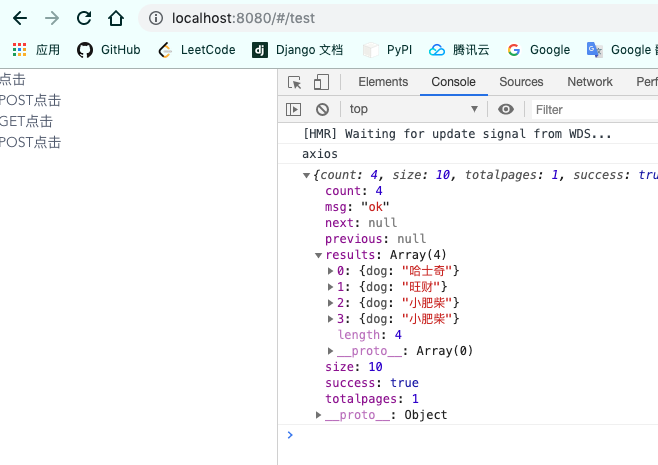 localhost:8080/#/test
应用 GitHub LeetCode Django 文档 PyPI 腾讯云 Google Google
点击
POST点击
GET点击
POST点击
Elements Console Sources Network Perf
top Filter
[HMR] Waiting for update signal from WDS...
axios
{count: 4, size: 10, totalpages: 1, success: tru
count: 4
msg: "ok"
next: null
previous: null
results: Array(4)
0: {dog: "哈士奇"}
1: {dog: "旺财"}
2: {dog: "小肥柴"}
3: {dog: "小肥柴"}
length: 4
__proto__: Array(0)
size: 10
success: true
totalpages: 1
__proto__: Object